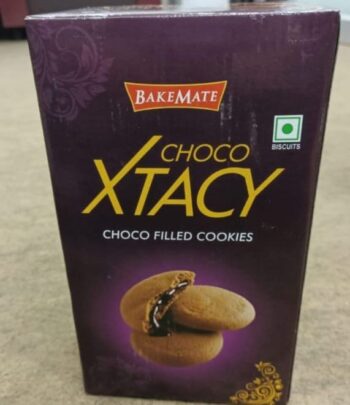 BAKEMATE
BISCUITS
CHOCO
XTACY
CHOCO FILLED COOKIES